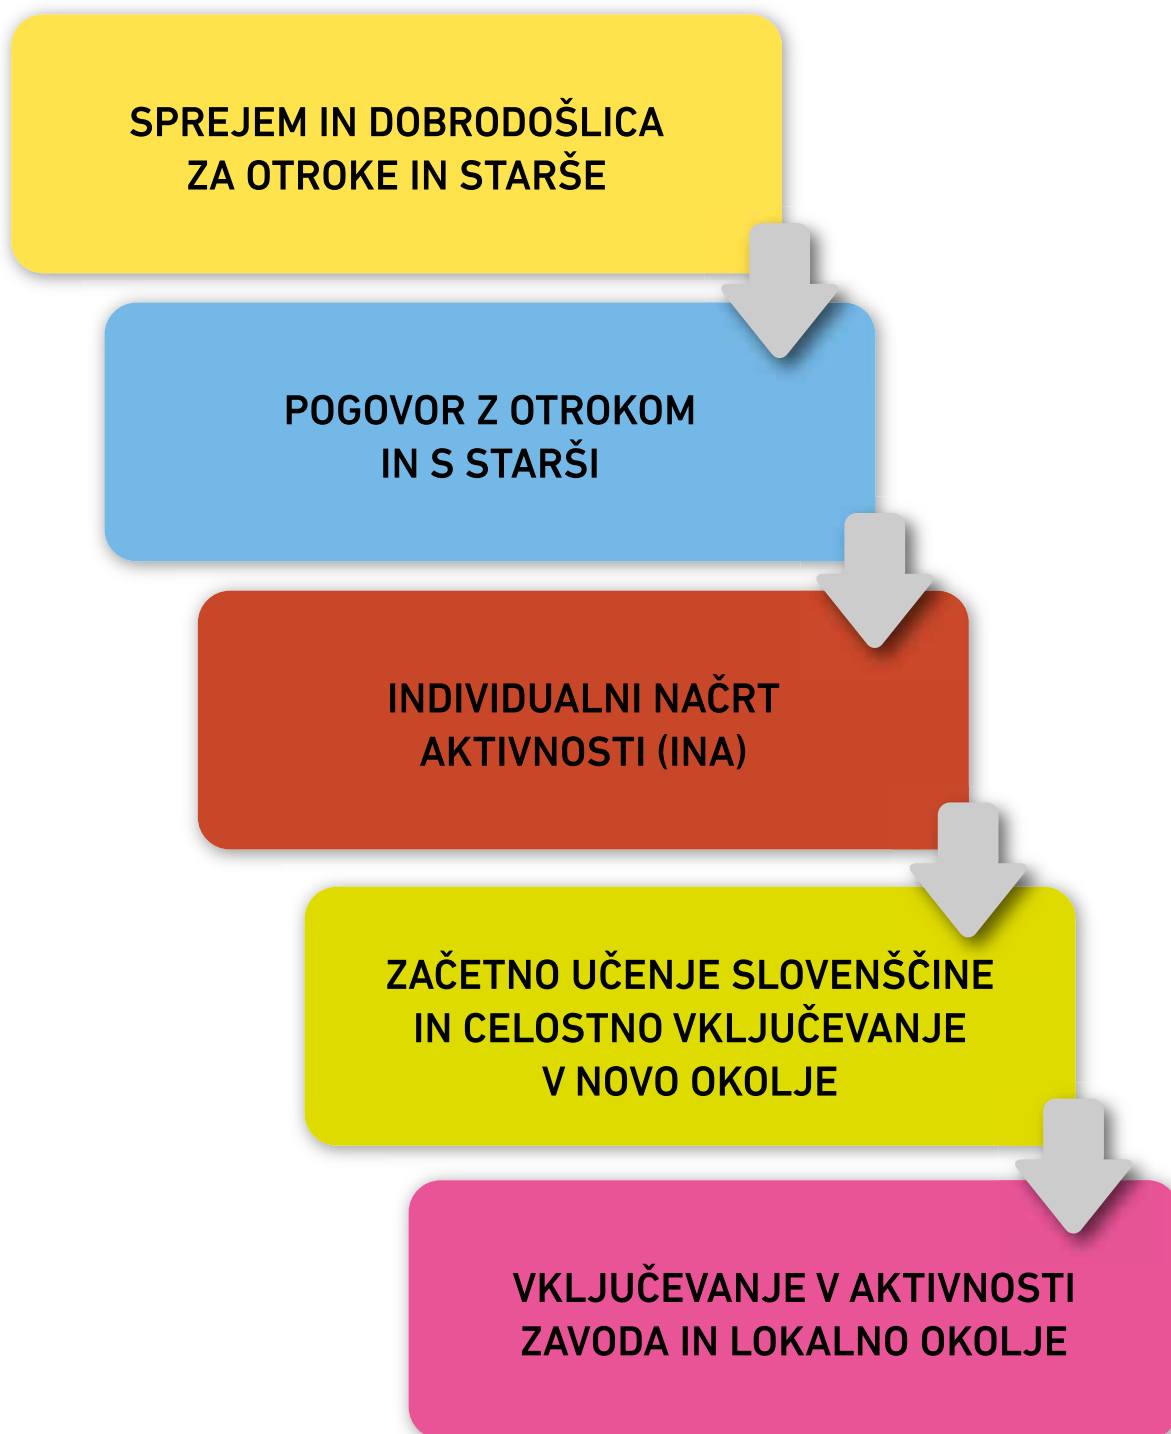 SPREJEM IN DOBRODOŠLICA
ZA OTROKE IN STARŠE
POGOVOR Z OTROKOM
IN S STARŠI
INDIVIDUALNI NAČRT
AKTIVNOSTI (INA)
ZAČETNO UČENJE SLOVENŠČINE
IN CELOSTNO VKLJUČEVANJE
V NOVO OKOLJE
VKLJUČEVANJE V AKTIVNOSTI
ZAVODA IN LOKALNO OKOLJE